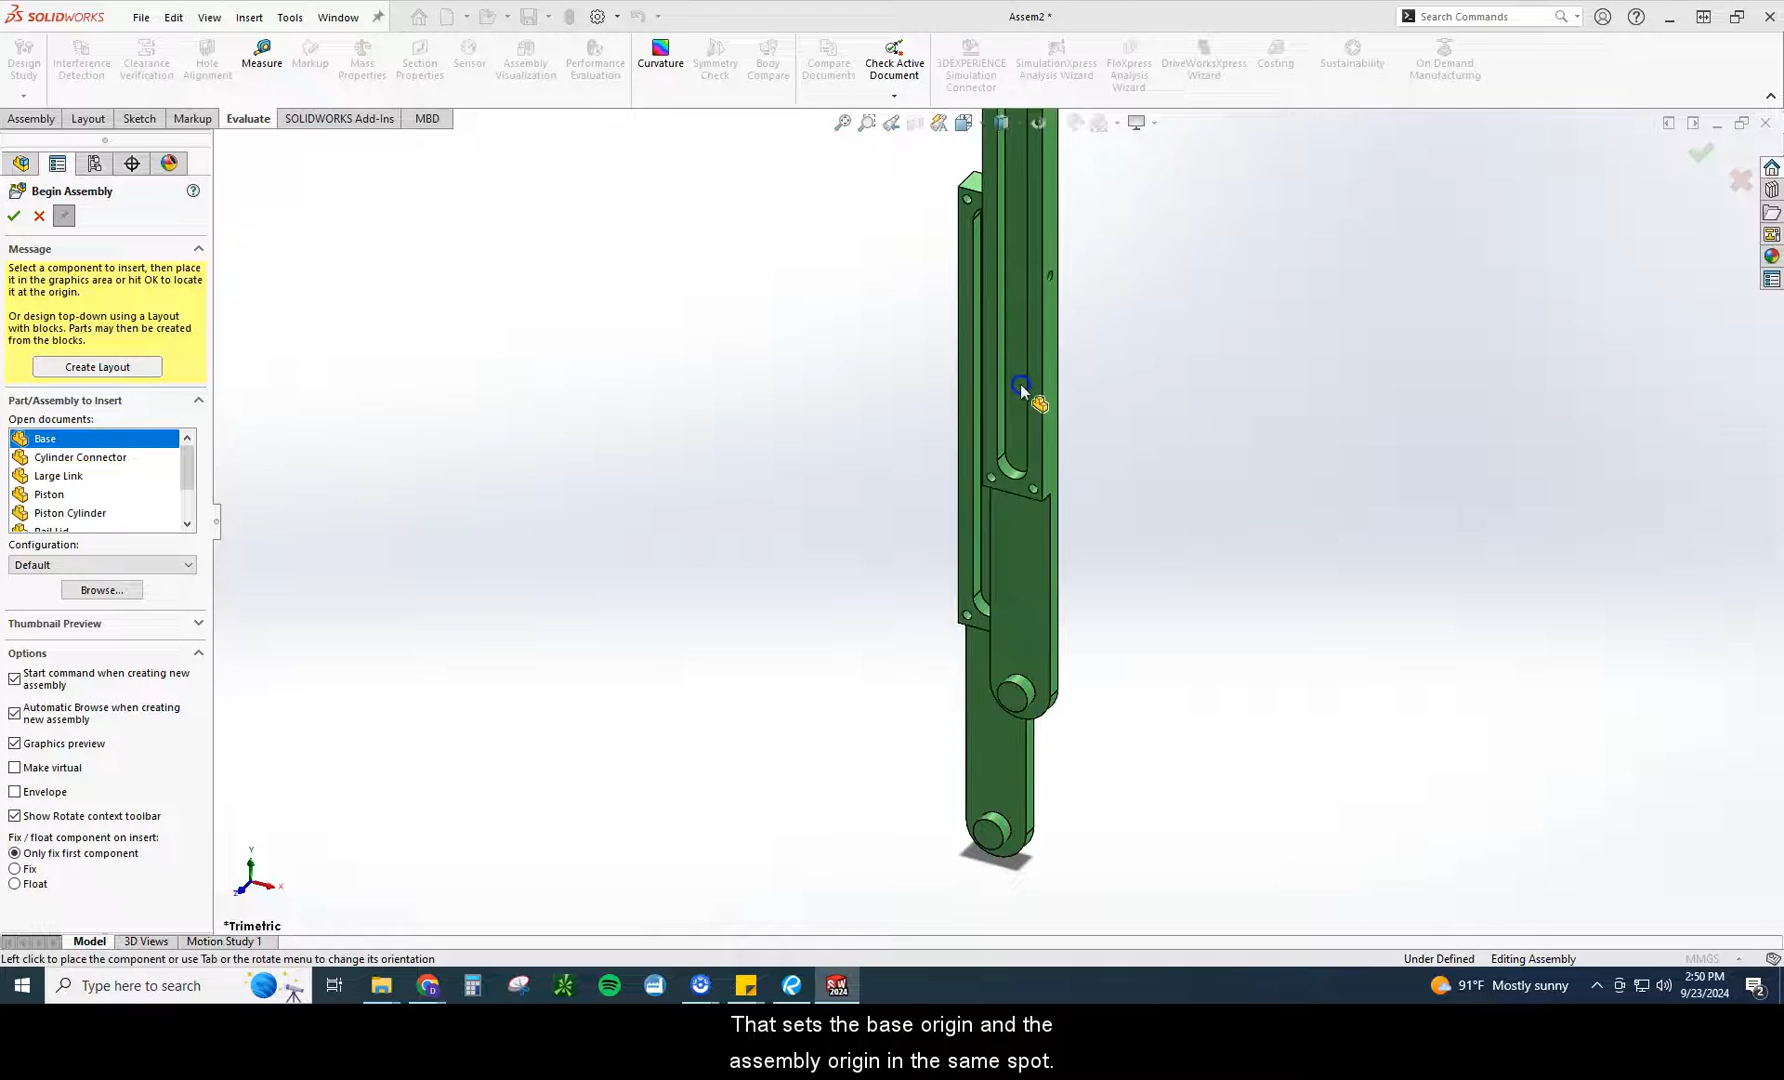 SOLIDWORKS File Edit View Insert Tools Window Assem2 * Search Commands
Design Study
Interference Detection
Clearance Verification
Hole Alignment
Measure
Markup
Mass Properties
Section Properties
Sensor
Assembly Visualization
Performance Evaluation
Curvature
Symmetry Check
Body Compare
Compare Documents
Check Active Document
3DEXPERIENCE Simulation Connector
SimulationXpress Analysis Wizard
FloXpress Analysis Wizard
DriveWorksXpress Wizard
Costing
Sustainability
On Demand Manufacturing
Assembly Layout Sketch Markup Evaluate SOLIDWORKS Add-Ins MBD
Begin Assembly
Message
Select a component to insert, then place
it in the graphics area or hit OK to locate
it at the origin.
Or design top-down using a Layout
with blocks. Parts may then be created
from the blocks.
Create Layout
Part/Assembly to Insert
Open documents:
Base
Cylinder Connector
Large Link
Piston
Piston Cylinder
Rail Lid
Configuration:
Default
Browse...
Thumbnail Preview
Options
Start command when creating new
assembly
Automatic Browse when creating
new assembly
Graphics preview
Make virtual
Envelope
Show Rotate context toolbar
Fix / float component on insert:
Only fix first component
Fix
Float
Y
X
Z
*Trimetric
Model 3D Views Motion Study 1
Left click to place the component or use Tab or the rotate menu to change its orientation Under Defined Editing Assembly MMGS
Type here to search 91°F Mostly sunny 2:50 PM
9/23/2024
SW
2024
2
That sets the base origin and the
assembly origin in the same spot.